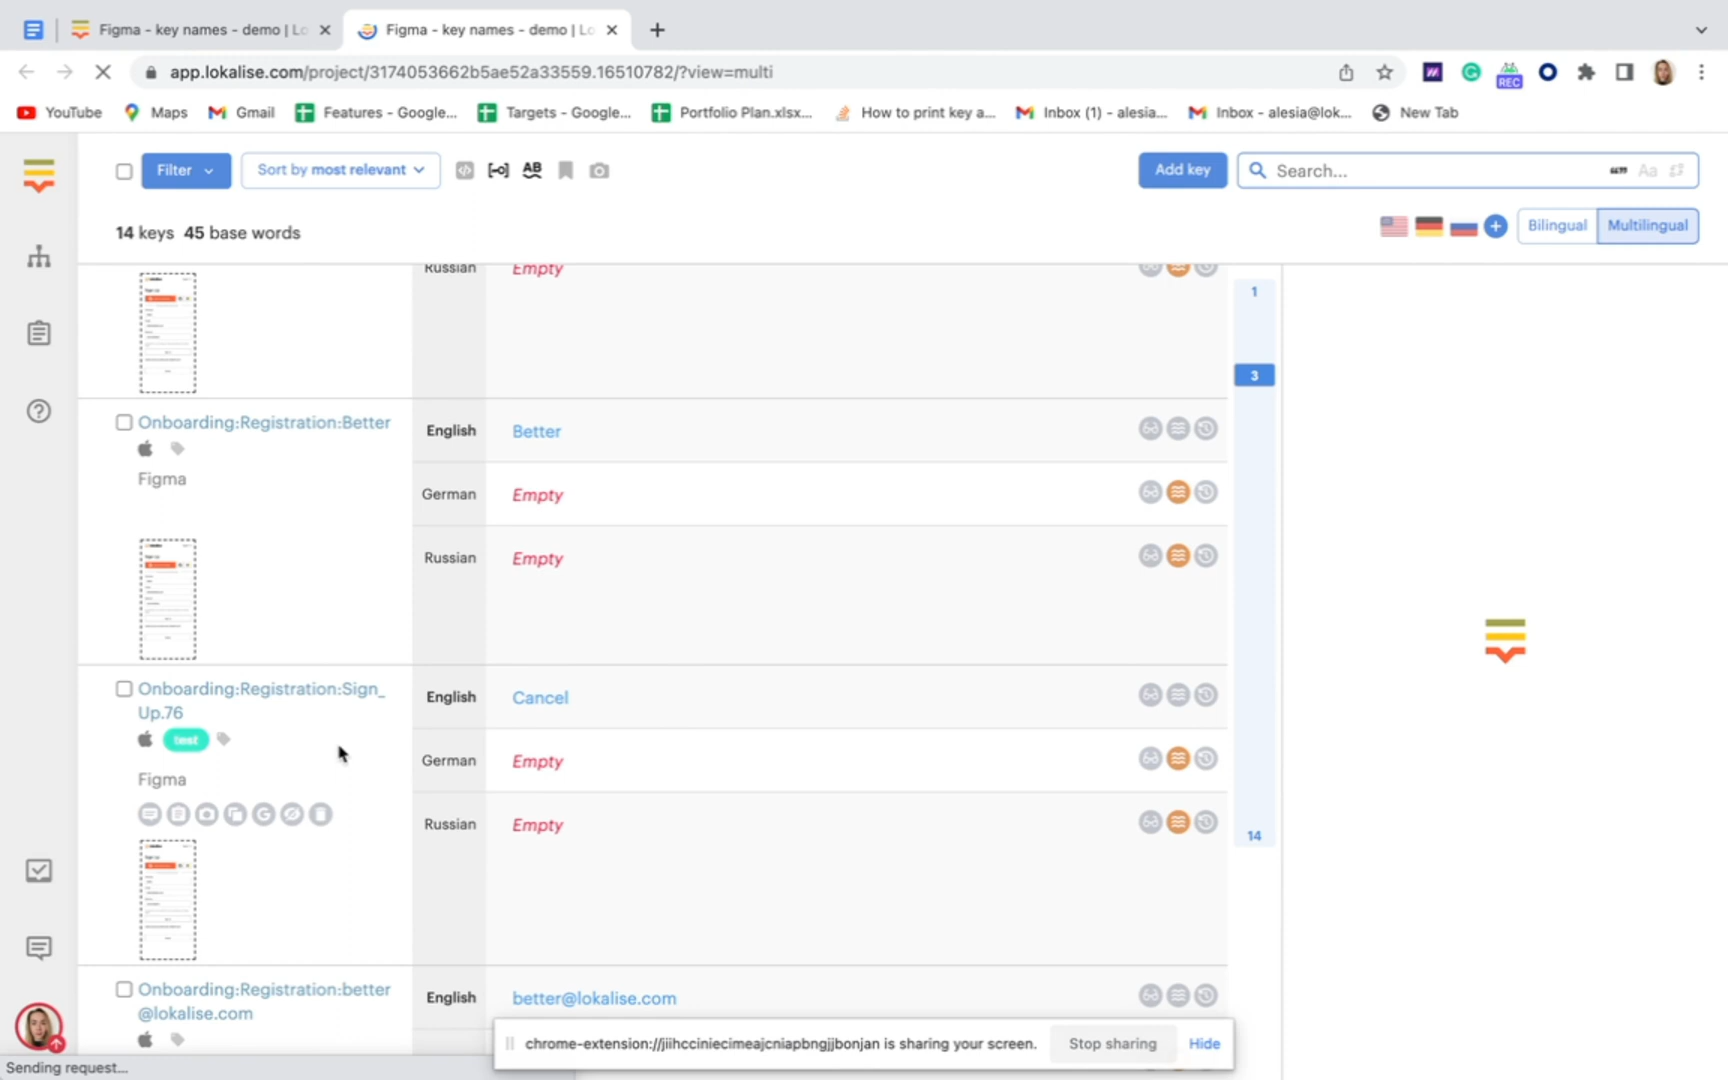 Figma - key names - demo | Lo
Figma - key names - demo | Lo
app.lokalise.com/project/3174053662b5ae52a33559.16510782/?view=multi
REC
YouTube
Maps
Gmail
Features - Google...
Targets - Google...
Portfolio Plan.xlsx...
How to print key a...
Inbox (1) - alesia...
Inbox - alesia@lok...
New Tab
Filter
Sort by most relevant
AB
Add key
Search...
Aa
14 keys 45 base words
Bilingual
Multilingual
Russian
Empty
1
3
14
Onboarding:Registration:Better
Figma
English
Better
German
Empty
Russian
Empty
Onboarding:Registration:Sign_
Up.76
test
Figma
English
Cancel
German
Empty
Russian
Empty
Onboarding:Registration:better
@lokalise.com
English
better@lokalise.com
chrome-extension://jiihcciniecimeajcniapbngjjbonjan is sharing your screen.
Stop sharing
Hide
Sending request...